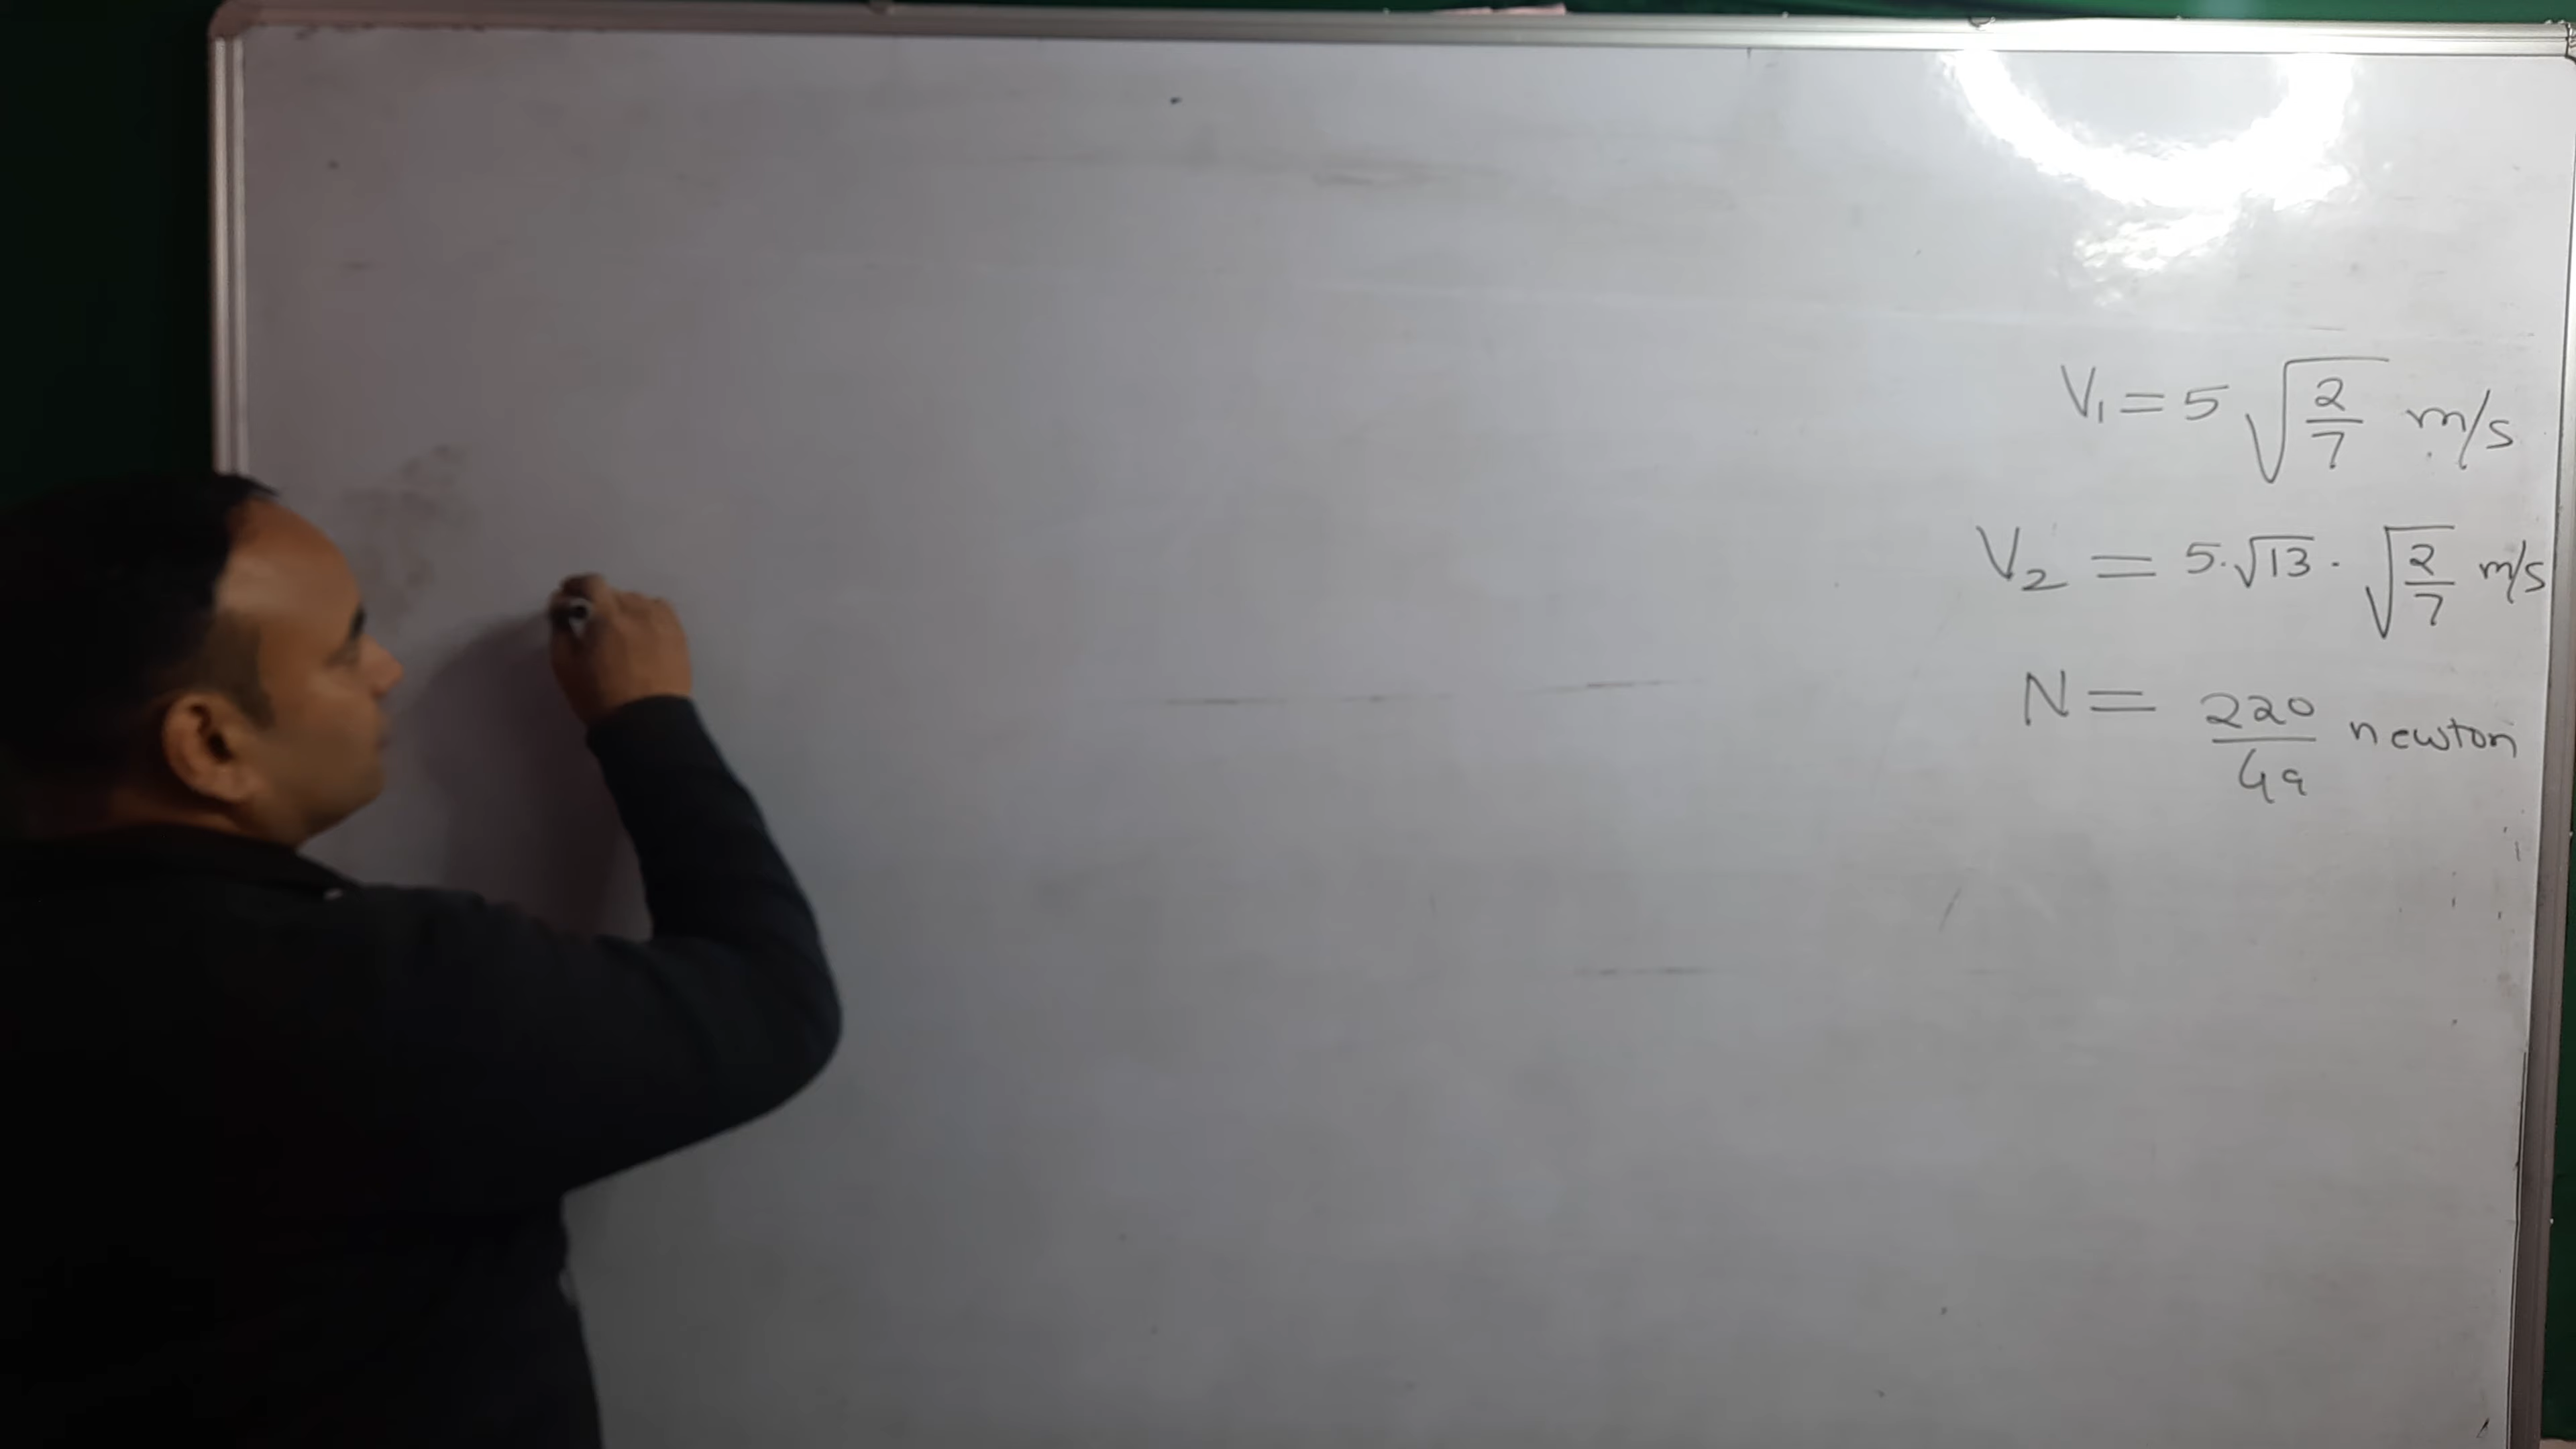 V₁ = 5 √(2/7) m/s
V₂ = 5.√13 . √(2/7) m/s
N = 220/49 newton